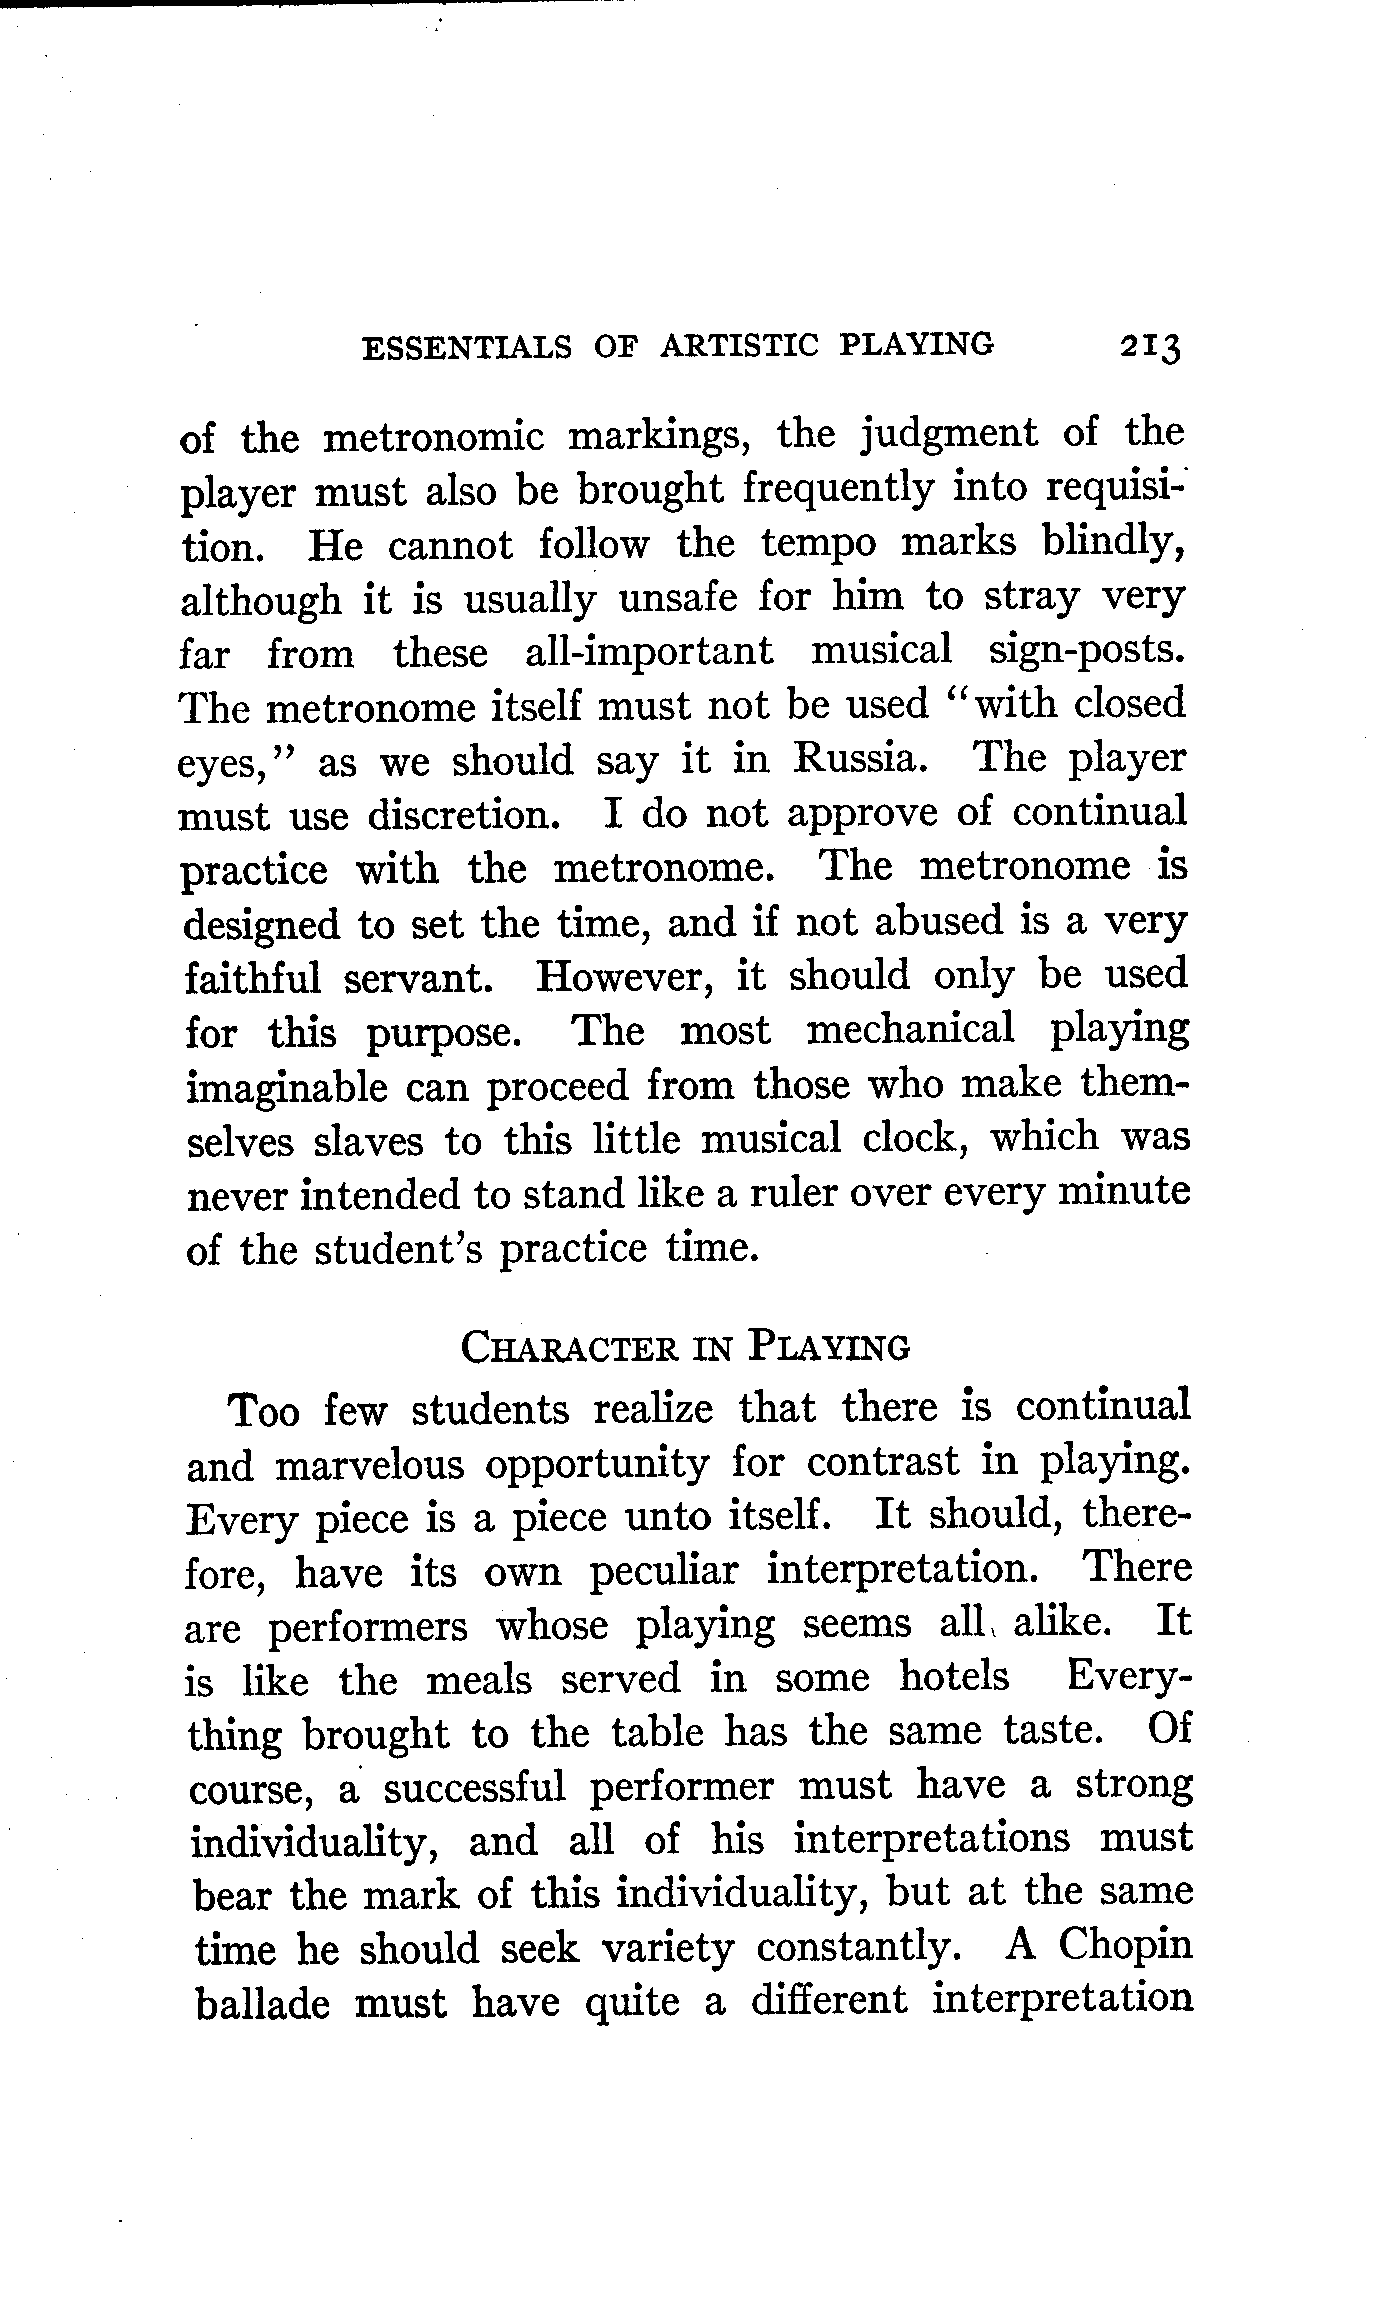 ESSENTIALS OF ARTISTIC PLAYING 213
of the metronomic markings, the judgment of the
player must also be brought frequently into requisi-
tion. He cannot follow the tempo marks blindly,
although it is usually unsafe for him to stray very
far from these all-important musical sign-posts.
The metronome itself must not be used "with closed
eyes," as we should say it in Russia. The player
must use discretion. I do not approve of continual
practice with the metronome. The metronome is
designed to set the time, and if not abused is a very
faithful servant. However, it should only be used
for this purpose. The most mechanical playing
imaginable can proceed from those who make them-
selves slaves to this little musical clock, which was
never intended to stand like a ruler over every minute
of the student's practice time.
CHARACTER IN PLAYING
Too few students realize that there is continual
and marvelous opportunity for contrast in playing.
Every piece is a piece unto itself. It should, there-
fore, have its own peculiar interpretation. There
are performers whose playing seems all alike. It
is like the meals served in some hotels Every-
thing brought to the table has the same taste. Of
course, a successful performer must have a strong
individuality, and all of his interpretations must
bear the mark of this individuality, but at the same
time he should seek variety constantly. A Chopin
ballade must have quite a different interpretation